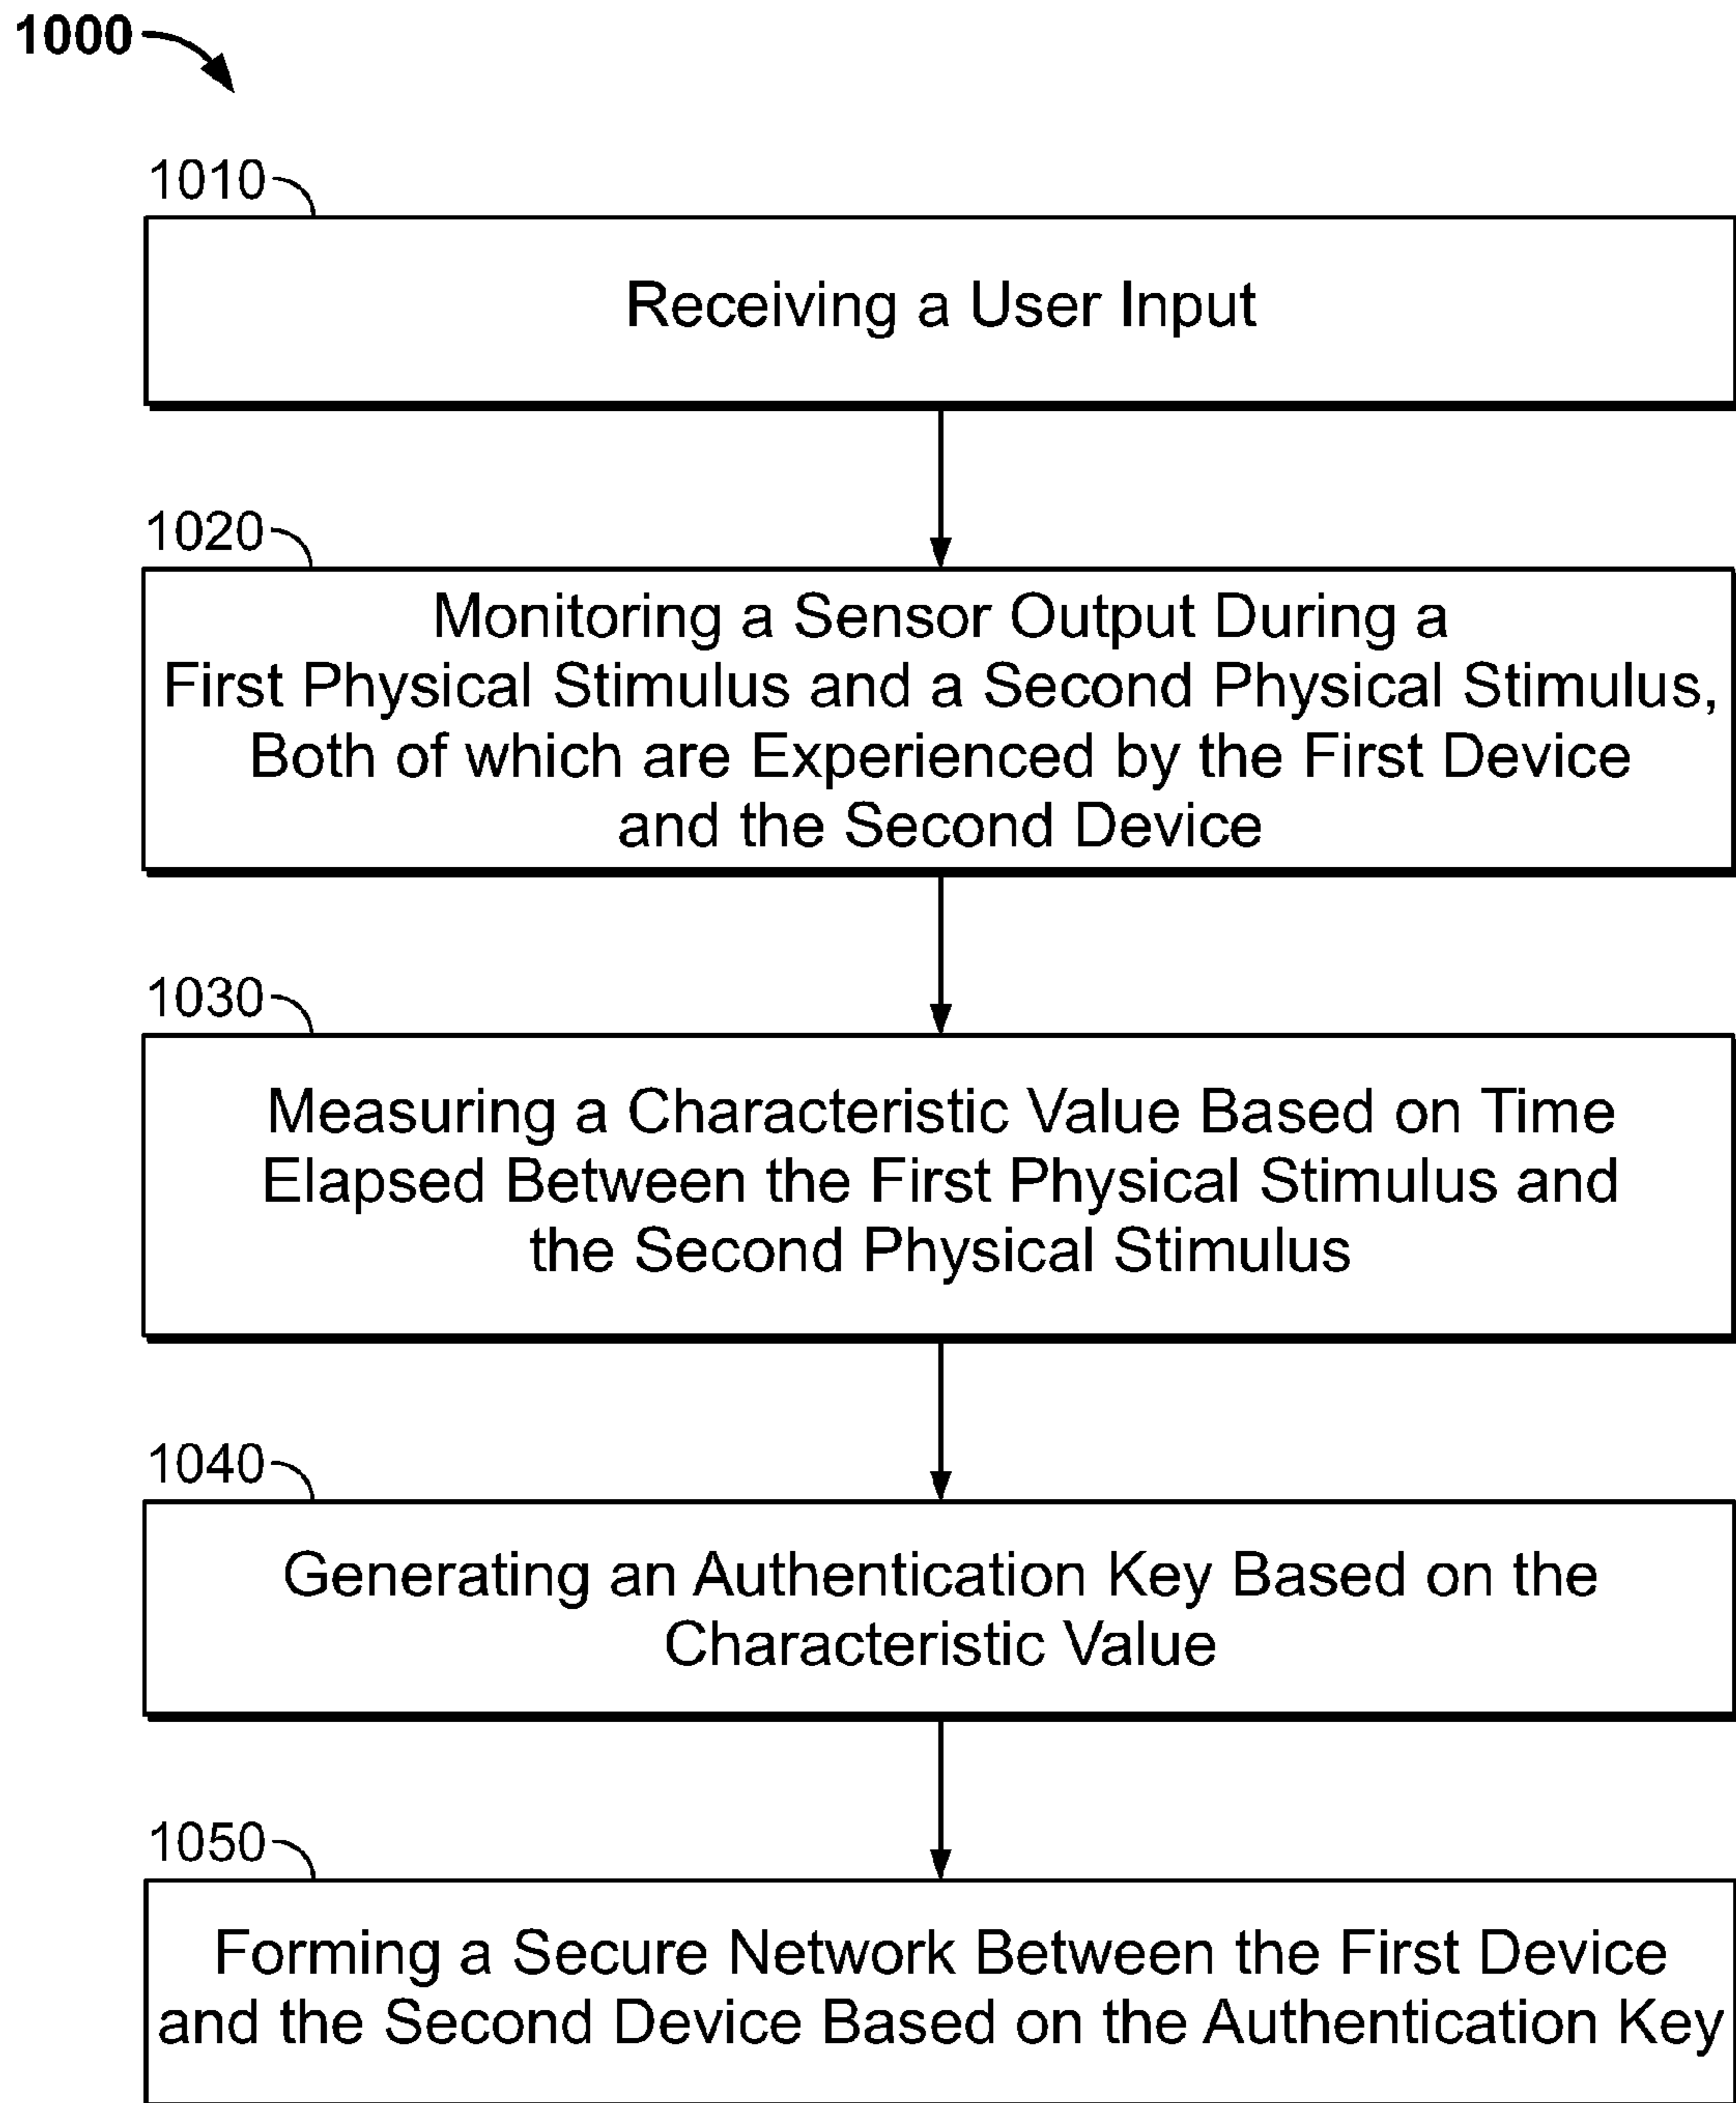 1000
1010
Receiving a User Input
1020
Monitoring a Sensor Output During a
First Physical Stimulus and a Second Physical Stimulus,
Both of which are Experienced by the First Device
and the Second Device
1030
Measuring a Characteristic Value Based on Time
Elapsed Between the First Physical Stimulus and
the Second Physical Stimulus
1040
Generating an Authentication Key Based on the
Characteristic Value
1050
Forming a Secure Network Between the First Device
and the Second Device Based on the Authentication Key